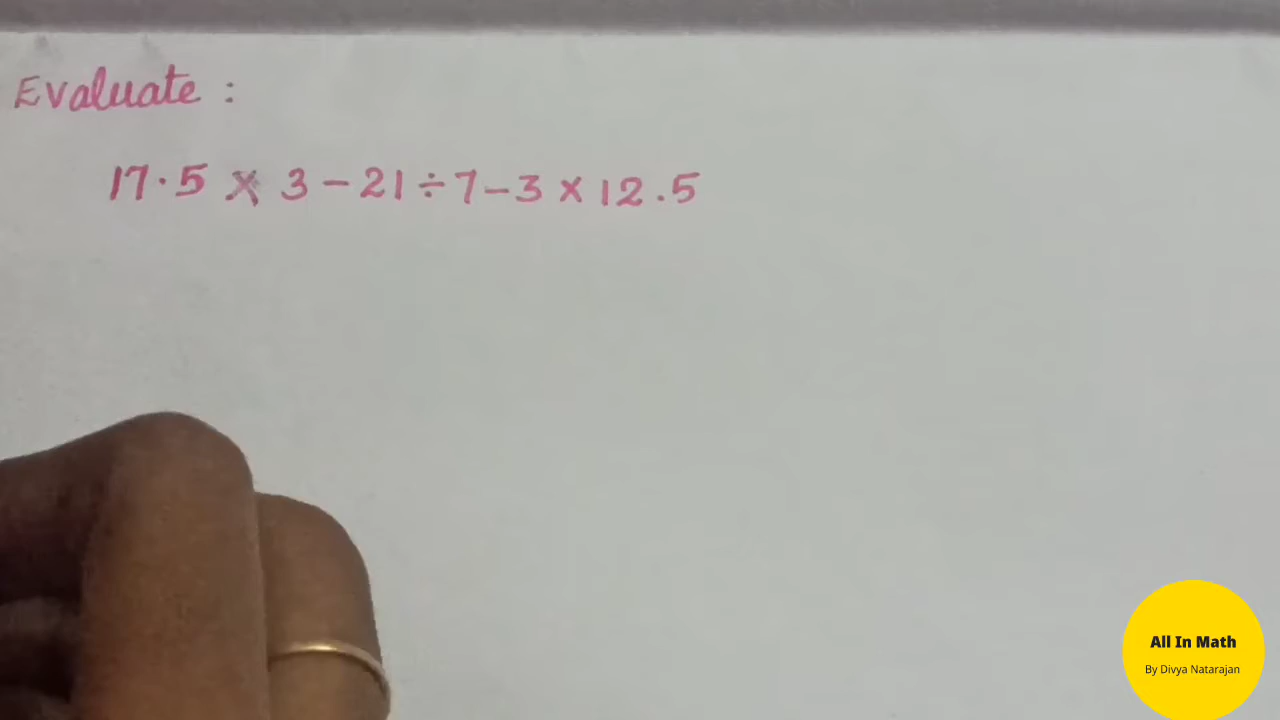 Evaluate :
17.5 × 3 - 21 ÷ 7 - 3 × 12.5
All In Math
By Divya Natarajan